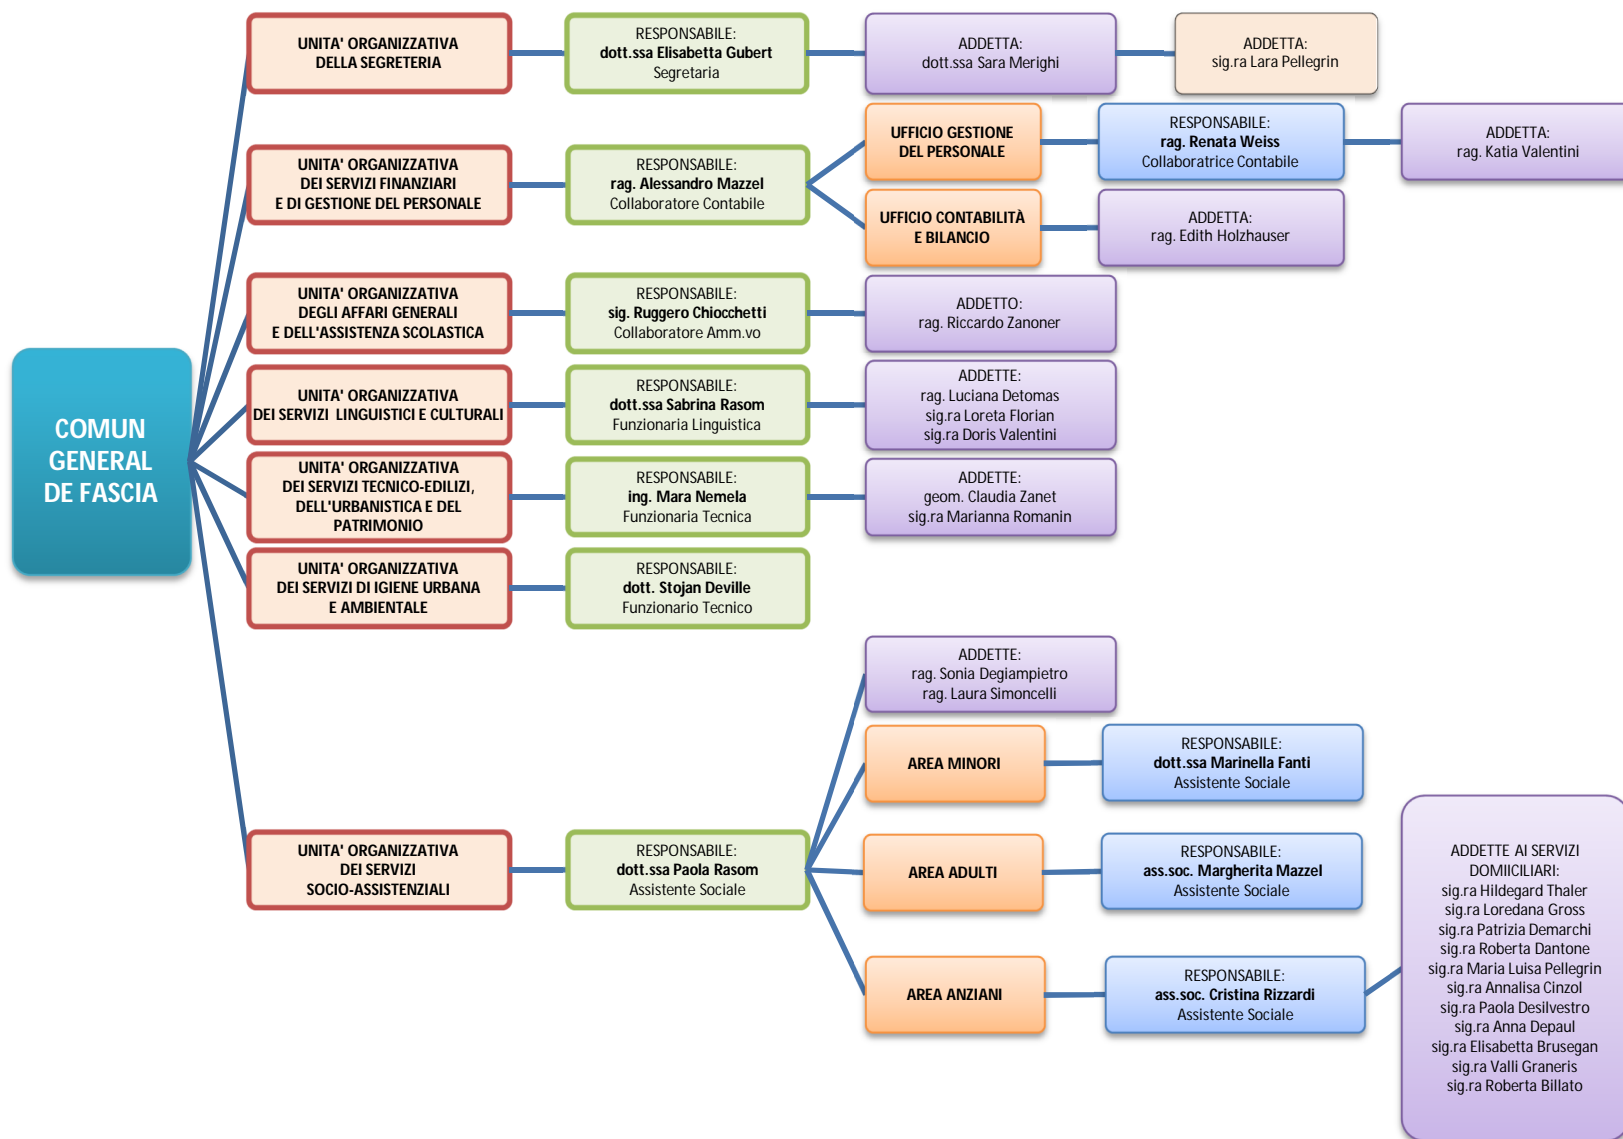 COMUN
GENERAL
DE FASCIA
UNITA' ORGANIZZATIVA
DELLA SEGRETERIA
RESPONSABILE:
dott.ssa Elisabetta Gubert
Segretaria
ADDETTA:
dott.ssa Sara Merighi
ADDETTA:
sig.ra Lara Pellegrin
UNITA' ORGANIZZATIVA
DEI SERVIZI FINANZIARI
E DI GESTIONE DEL PERSONALE
RESPONSABILE:
rag. Alessandro Mazzel
Collaboratore Contabile
UFFICIO GESTIONE
DEL PERSONALE
RESPONSABILE:
rag. Renata Weiss
Collaboratrice Contabile
ADDETTA:
rag. Katia Valentini
UFFICIO CONTABILITÀ
E BILANCIO
ADDETTA:
rag. Edith Holzhauser
UNITA' ORGANIZZATIVA
DEGLI AFFARI GENERALI
E DELL'ASSISTENZA SCOLASTICA
RESPONSABILE:
sig. Ruggero Chiocchetti
Collaboratore Amm.vo
ADDETTO:
rag. Riccardo Zanoner
UNITA' ORGANIZZATIVA
DEI SERVIZI LINGUISTICI E CULTURALI
RESPONSABILE:
dott.ssa Sabrina Rasom
Funzionaria Linguistica
ADDETTE:
rag. Luciana Detomas
sig.ra Loreta Florian
sig.ra Doris Valentini
UNITA' ORGANIZZATIVA
DEI SERVIZI TECNICO-EDILIZI,
DELL'URBANISTICA E DEL
PATRIMONIO
RESPONSABILE:
ing. Mara Nemela
Funzionaria Tecnica
ADDETTE:
geom. Claudia Zanet
sig.ra Marianna Romanin
UNITA' ORGANIZZATIVA
DEI SERVIZI DI IGIENE URBANA
E AMBIENTALE
RESPONSABILE:
dott. Stojan Deville
Funzionario Tecnico
UNITA' ORGANIZZATIVA
DEI SERVIZI
SOCIO-ASSISTENZIALI
RESPONSABILE:
dott.ssa Paola Rasom
Assistente Sociale
ADDETTE:
rag. Sonia Degiampietro
rag. Laura Simoncelli
AREA MINORI
RESPONSABILE:
dott.ssa Marinella Fanti
Assistente Sociale
AREA ADULTI
RESPONSABILE:
ass.soc. Margherita Mazzel
Assistente Sociale
AREA ANZIANI
RESPONSABILE:
ass.soc. Cristina Rizzardi
Assistente Sociale
ADDETTE AI SERVIZI
DOMIICILIARI:
sig.ra Hildegard Thaler
sig.ra Loredana Gross
sig.ra Patrizia Demarchi
sig.ra Roberta Dantone
sig.ra Maria Luisa Pellegrin
sig.ra Annalisa Cinzol
sig.ra Paola Desilvestro
sig.ra Anna Depaul
sig.ra Elisabetta Brusegan
sig.ra Valli Graneris
sig.ra Roberta Billato